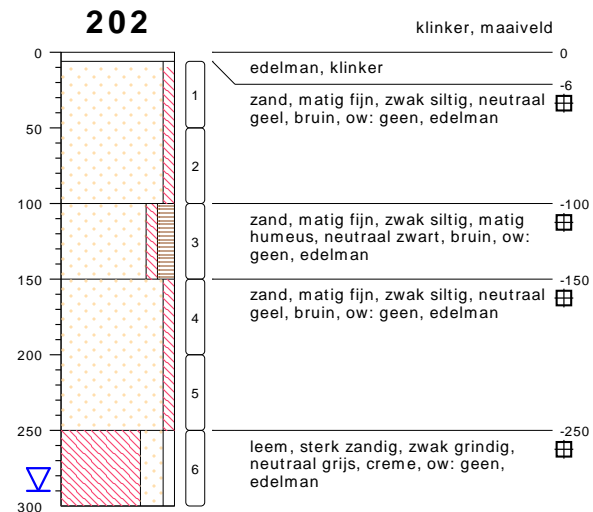 202
klinker, maaiveld
0
0
edelman, klinker
-6
1
zand, matig fijn, zwak siltig, neutraal
geel, bruin, ow: geen, edelman
50
2
100
-100
3
zand, matig fijn, zwak siltig, matig
humeus, neutraal zwart, bruin, ow:
geen, edelman
150
-150
zand, matig fijn, zwak siltig, neutraal
geel, bruin, ow: geen, edelman
4
200
5
250
-250
leem, sterk zandig, zwak grindig,
neutraal grijs, creme, ow: geen,
edelman
6
300